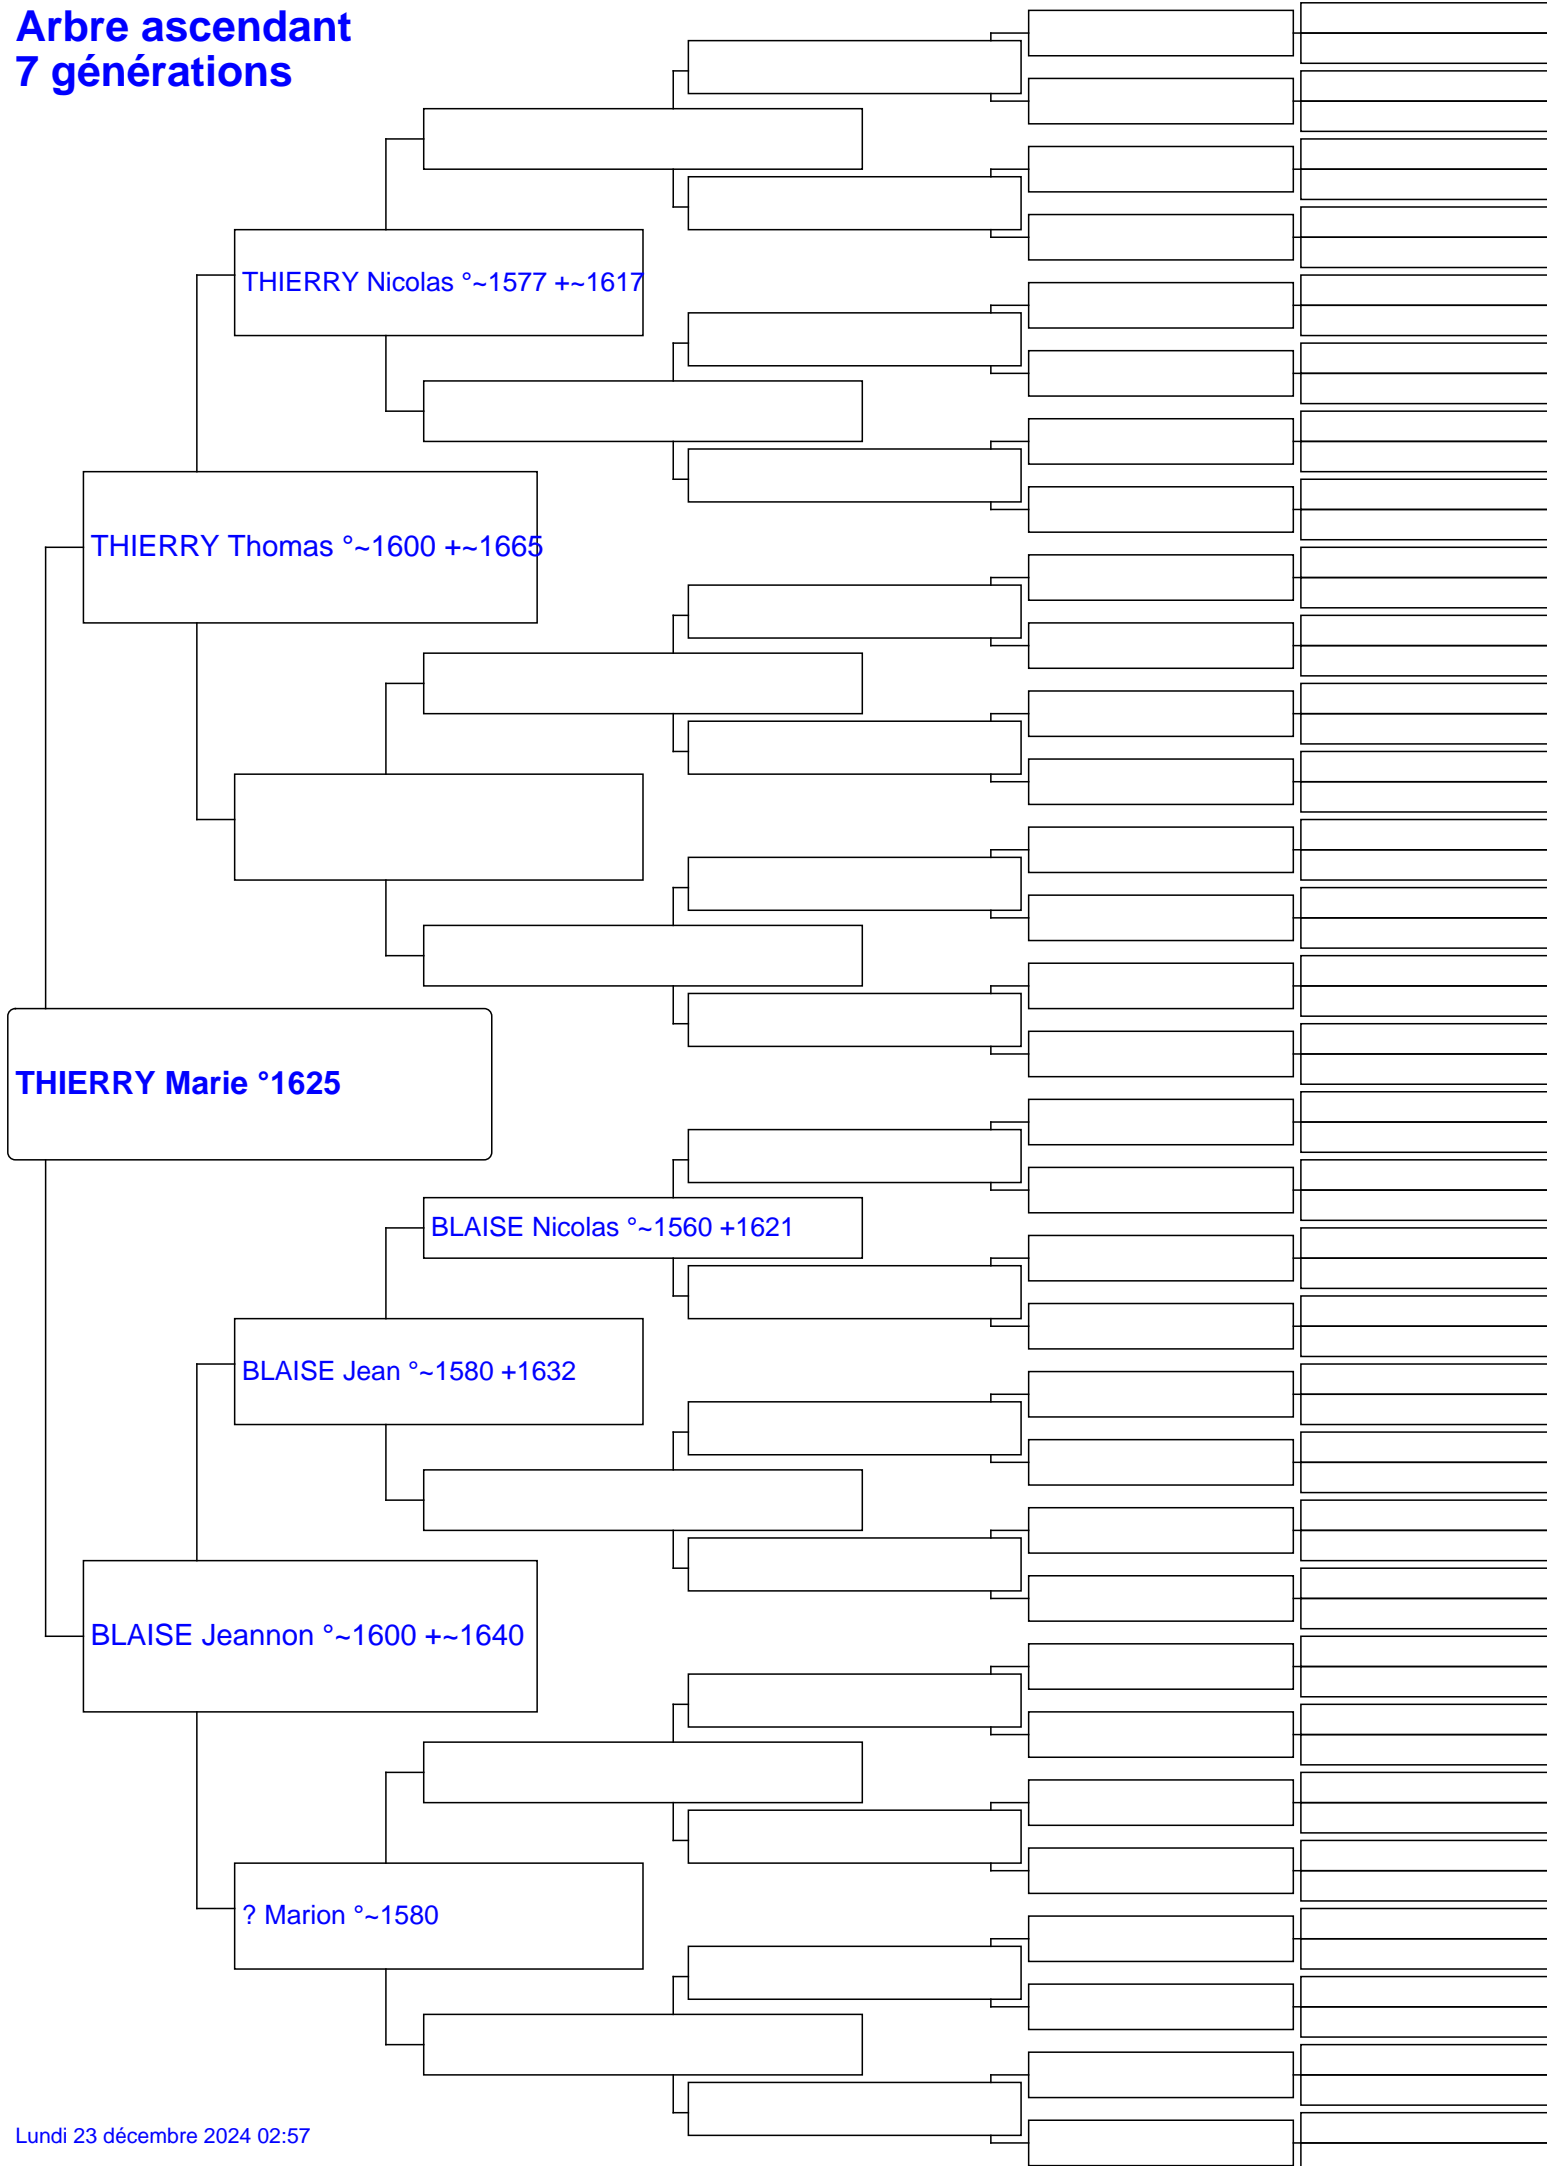 Arbre ascendant
7 générations
THIERRY Nicolas °~1577 +~1617
THIERRY Thomas °~1600 +~1665
THIERRY Marie °1625
BLAISE Nicolas °~1560 +1621
BLAISE Jean °~1580 +1632
BLAISE Jeannon °~1600 +~1640
? Marion °~1580
Lundi 23 décembre 2024 02:57